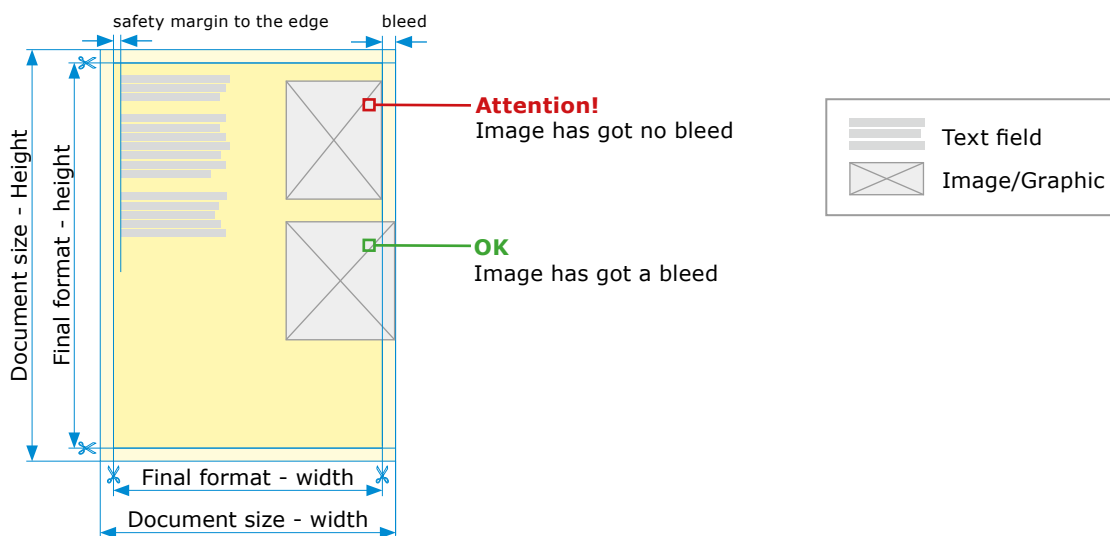 safety margin to the edge
bleed
Attention!
Image has got no bleed
Text field
Image/Graphic
Document size - Height
Final format - height
OK
Image has got a bleed
Final format - width
Document size - width